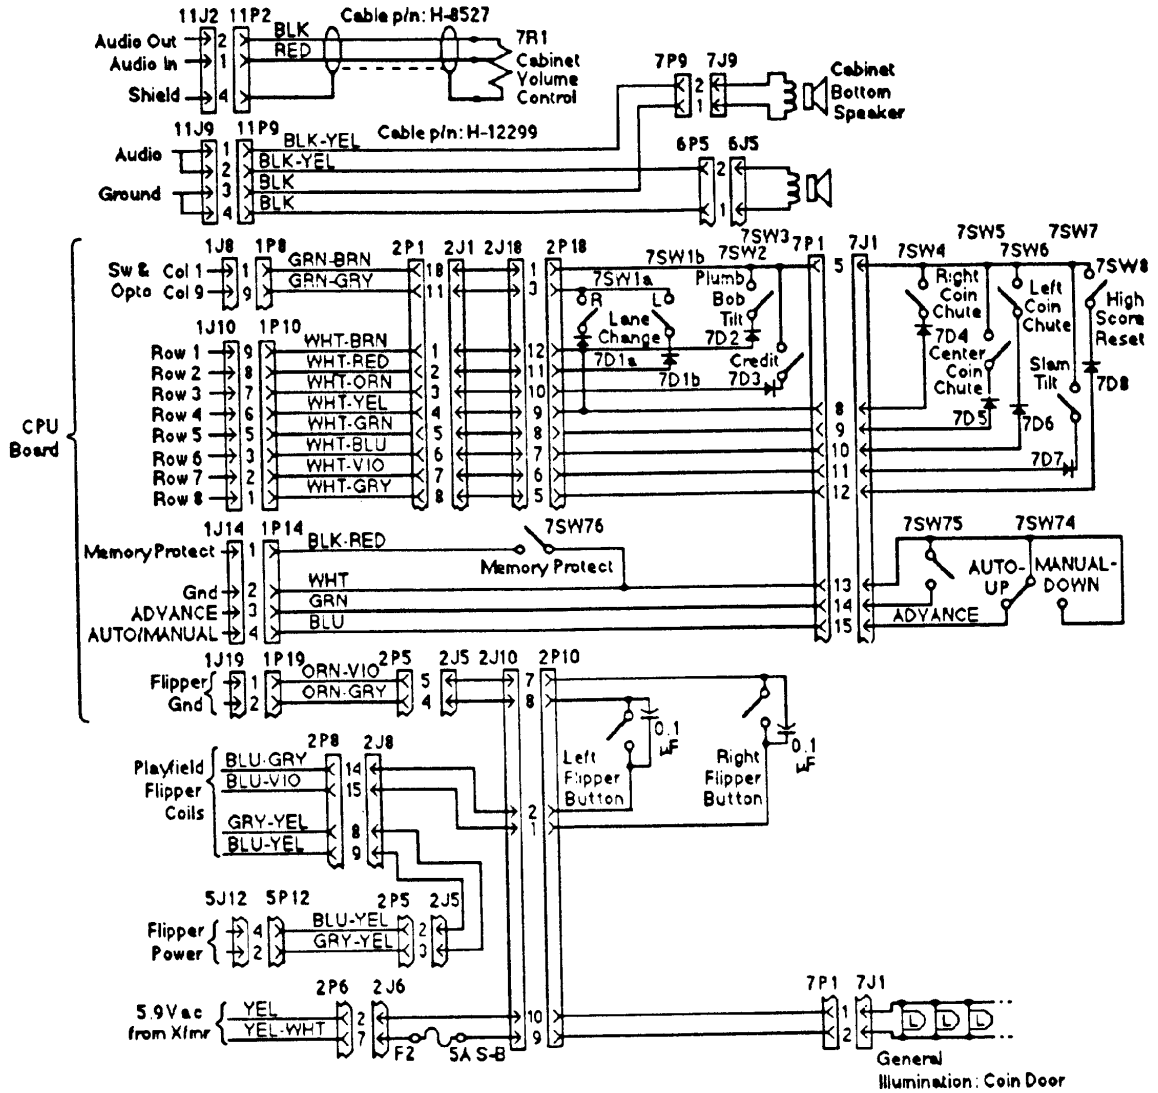 11J2 11P2 Cable p/n: H-8527
Audio Out 2 BLK
Audio In 1 RED
Shield 4
7R1
Cabinet
Volume
Control
7P9 7J9
2
1
Cabinet
Bottom
Speaker
11J9 11P9 Cable p/n: H-12299
Audio 1 BLK-YEL
2 BLK-YEL
Ground 3 BLK
4 BLK
6P5 6J5
2
1
CPU
Board
1J8 1P8 2P1 2J1 2J18 2P18
Sw & Col 1 1 GRN-BRN 18 1
Opto Col 9 9 GRN-GRY 11 3
1J10 1P10
Row 1 9 WHT-BRN 1 12
Row 2 8 WHT-RED 2 11
Row 3 7 WHT-ORN 3 10
Row 4 6 WHT-YEL 4 9
Row 5 5 WHT-GRN 5 8
Row 6 3 WHT-BLU 6 7
Row 7 2 WHT-VIO 7 6
Row 8 1 WHT-GRY 8 5
7SW1b
7SW2
7SW3
7SW1a
R L
Lane
Change
Plumb
Bob
Tilt
7D2
7D1a
7D1b
Credit
7D3
7P1 7J1
5
8
9
10
11
12
7SW4
7SW5
7SW6
7SW7
7SW8
Right
Coin
Chute
7D4
Center
Coin
Chute
7D5
Left
Coin
Chute
7D6
Slam
Tilt
7D7
High
Score
Reset
7D8
1J14 1P14
Memory Protect 1 BLK-RED
7SW76
Memory Protect
Gnd 2 WHT 13
ADVANCE 3 GRN 14
AUTO/MANUAL 4 BLU 15
7SW75
7SW74
ADVANCE
AUTO-
UP
MANUAL-
DOWN
1J19 1P19 2P5 2J5 2J10 2P10
Flipper
Gnd
1 ORN-VIO 5 7
2 ORN-GRY 4 8
Left
Flipper
Button
0.1
µF
Right
Flipper
Button
0.1
µF
2P8 2J8
Playfield
Flipper
Coils
BLU-GRY 14 2
BLU-VIO 15 1
GRY-YEL 8
BLU-YEL 9
5J12 5P12 2P5 2J5
Flipper
Power
4 BLU-YEL 2
2 GRY-YEL 3
2P6 2J6
5.9Vac
from Xfmr
YEL 2 10
YEL-WHT 7 F2 5A S-B 9
7P1 7J1
1
2
L L L
General
Illumination: Coin Door